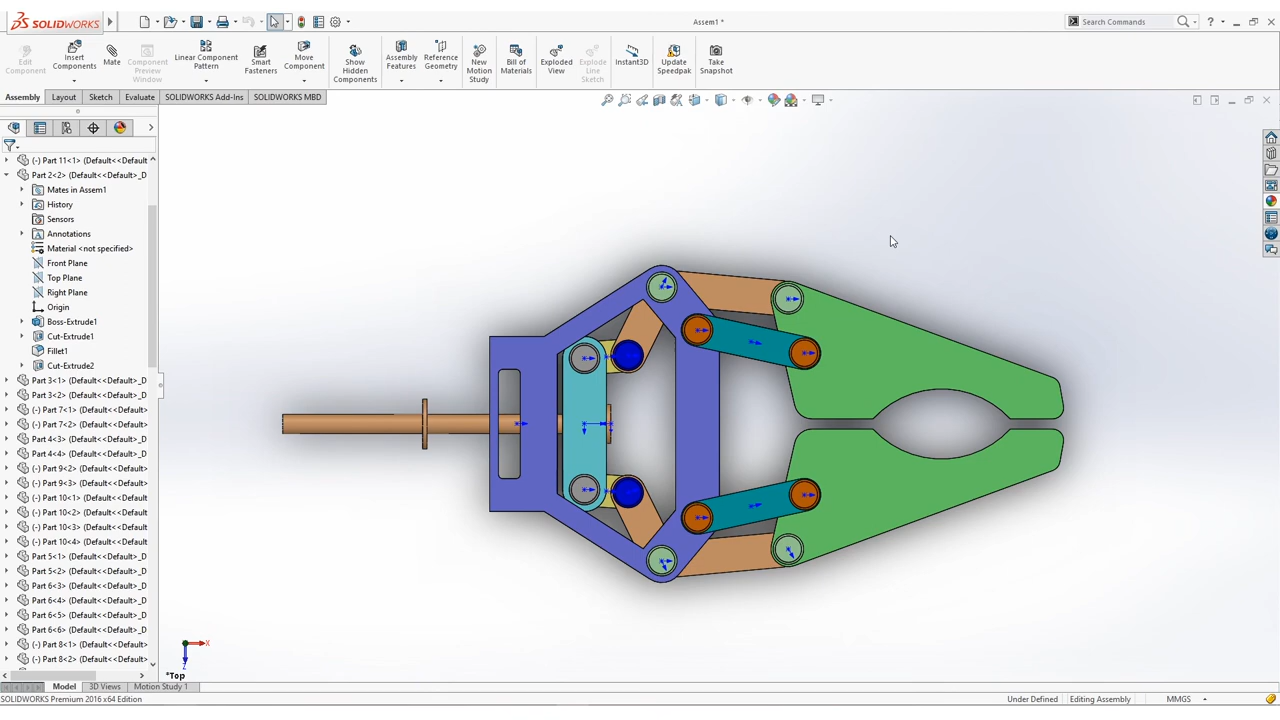 SOLIDWORKS
Assem1 *
Search Commands
Edit Component
Insert Components
Mate
Component Preview Window
Linear Component Pattern
Smart Fasteners
Move Component
Show Hidden Components
Assembly Features
Reference Geometry
New Motion Study
Bill of Materials
Exploded View
Explode Line Sketch
Instant3D
Update Speedpak
Take Snapshot
Assembly Layout Sketch Evaluate SOLIDWORKS Add-Ins SOLIDWORKS MBD
(-) Part 11<1> (Default<<Default
Part 2<2> (Default<<Default>_D
Mates in Assem1
History
Sensors
Annotations
Material <not specified>
Front Plane
Top Plane
Right Plane
Origin
Boss-Extrude1
Cut-Extrude1
Fillet1
Cut-Extrude2
Part 3<1> (Default<<Default>_D
Part 3<2> (Default<<Default>_D
(-) Part 7<1> (Default<<Default
(-) Part 7<2> (Default<<Default
Part 4<3> (Default<<Default>_D
Part 4<4> (Default<<Default>_D
(-) Part 9<2> (Default<<Default
(-) Part 9<3> (Default<<Default
(-) Part 10<1> (Default<<Default
(-) Part 10<2> (Default<<Default
(-) Part 10<3> (Default<<Default
(-) Part 10<4> (Default<<Default
Part 5<1> (Default<<Default>_D
Part 5<2> (Default<<Default>_D
Part 6<3> (Default<<Default>_D
Part 6<4> (Default<<Default>_D
Part 6<5> (Default<<Default>_D
Part 6<6> (Default<<Default>_D
(-) Part 8<1> (Default<<Default
(-) Part 8<2> (Default<<Default
X
Z
*Top
Model 3D Views Motion Study 1
SOLIDWORKS Premium 2016 x64 Edition
Under Defined Editing Assembly MMGS